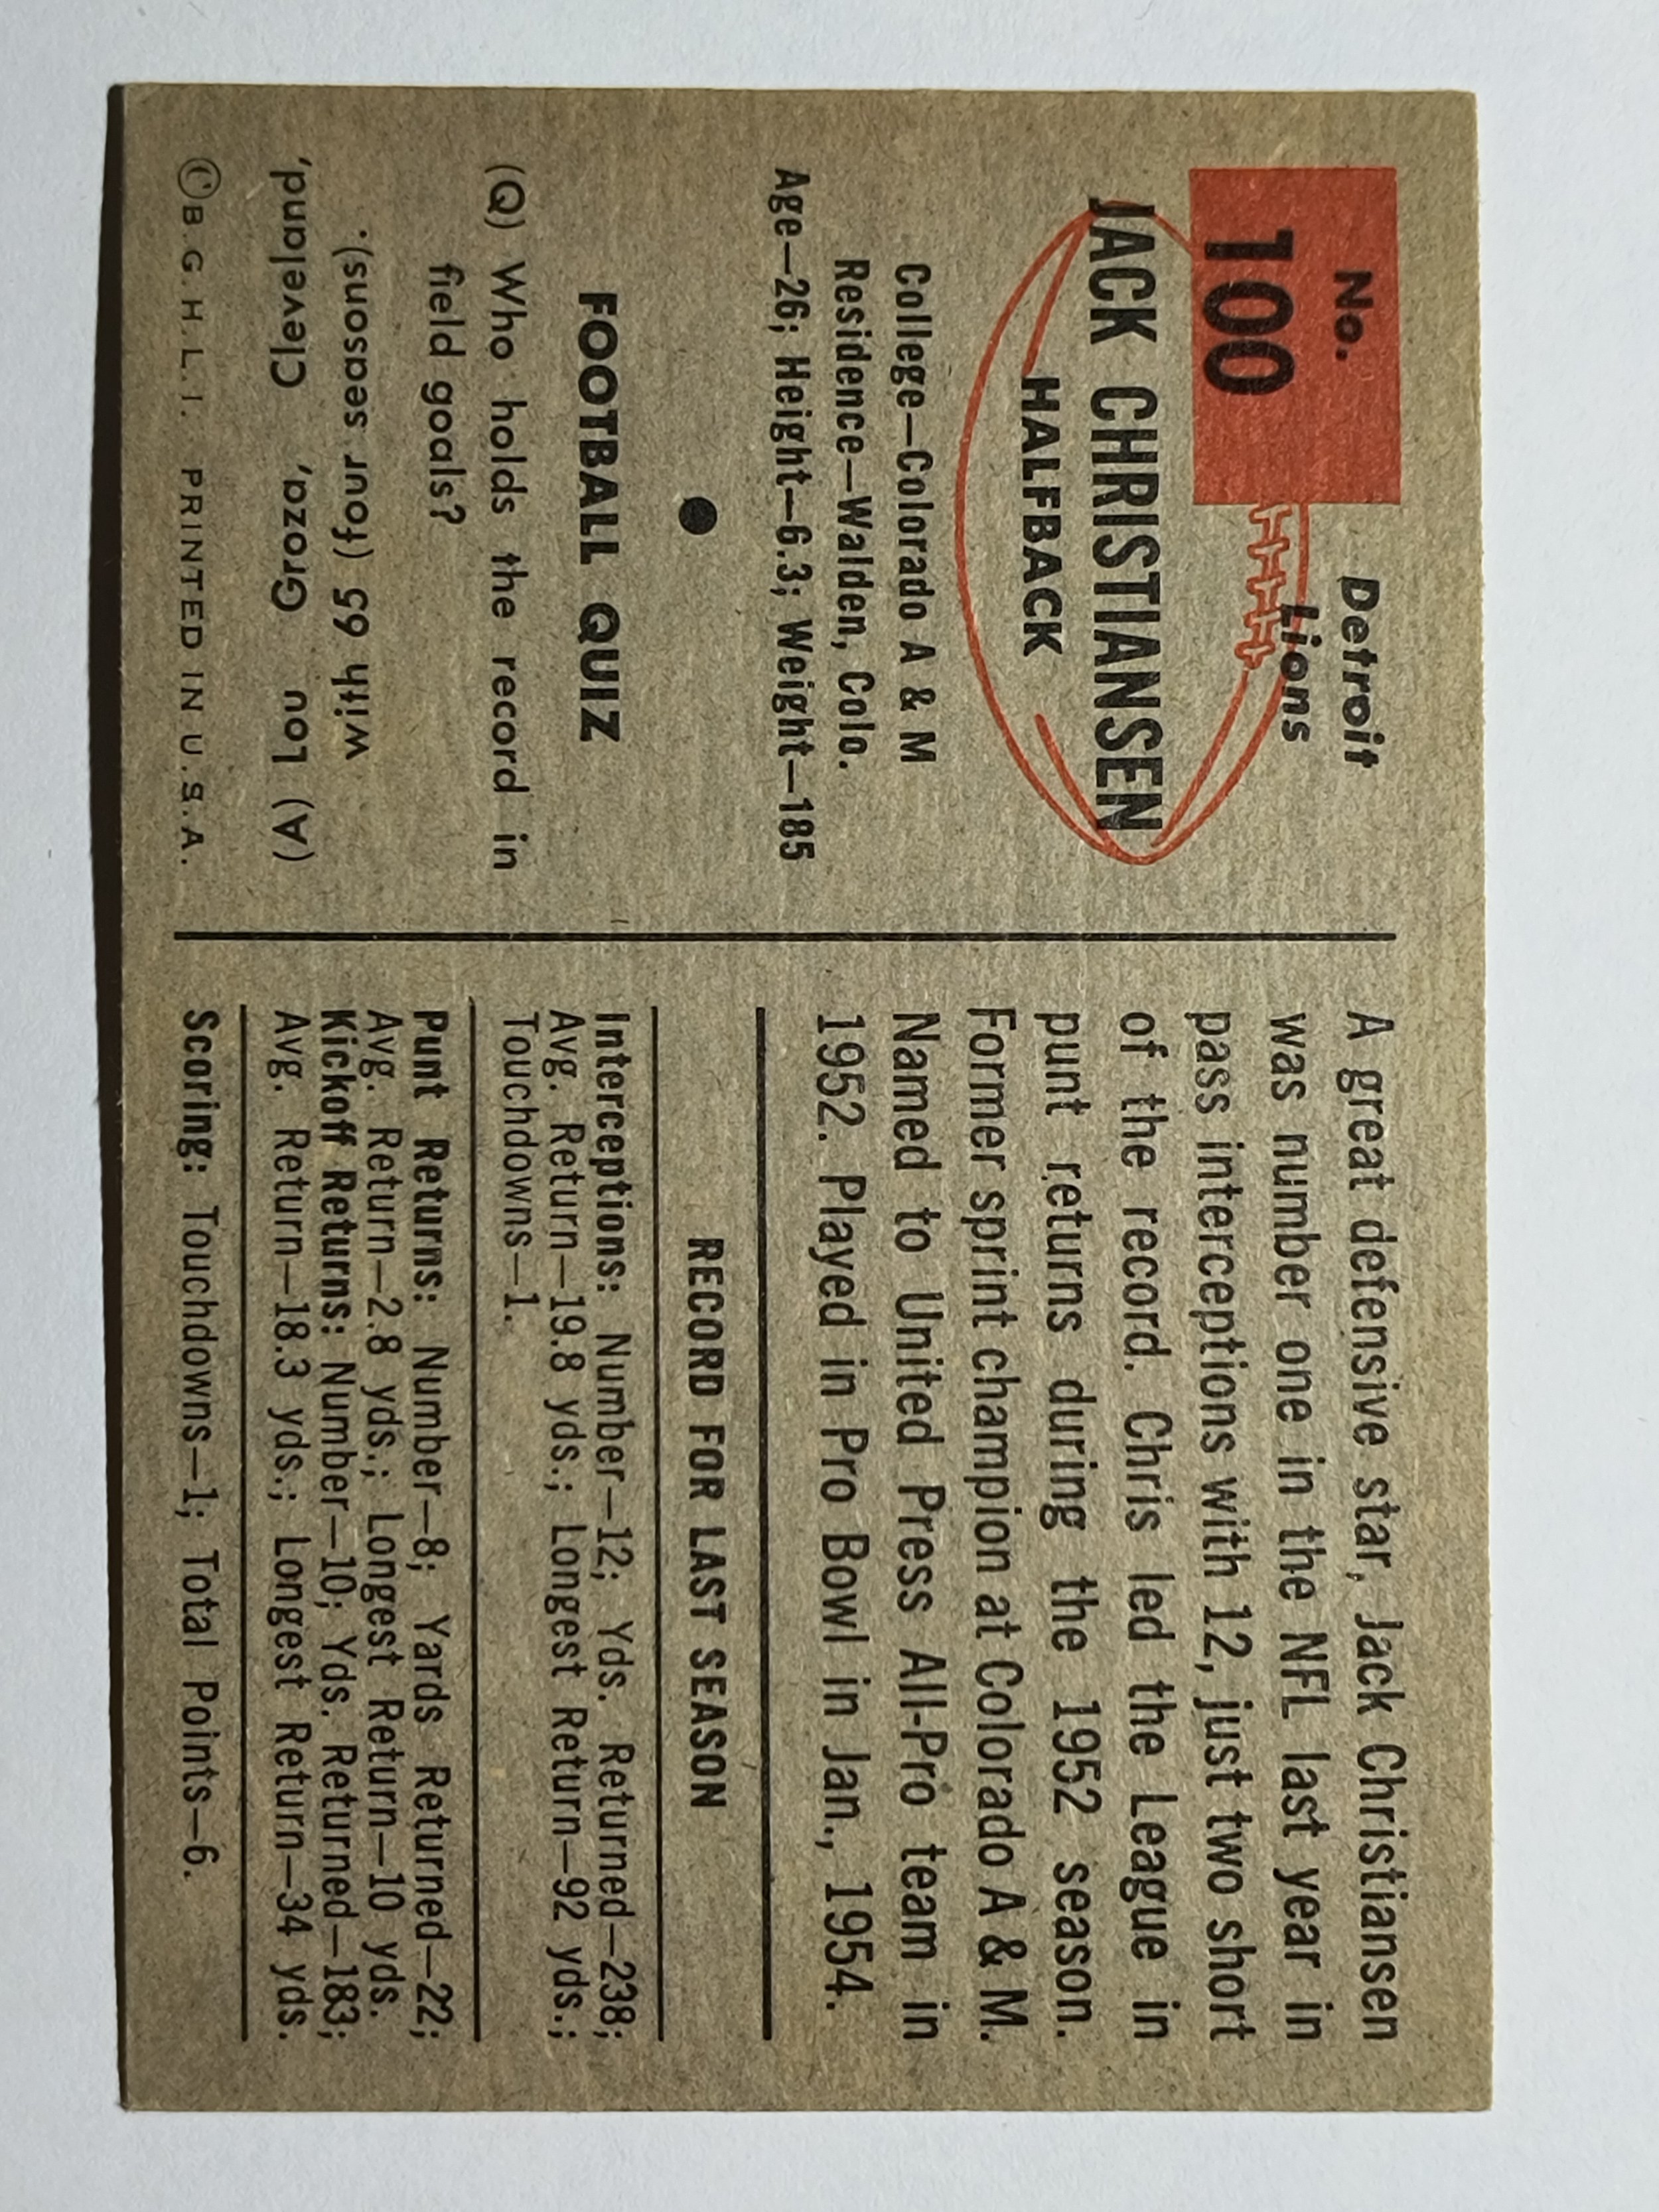 No.
100
Detroit
Lions
JACK CHRISTIANSEN
HALFBACK
College—Colorado A & M
Residence—Walden, Colo.
Age—26; Height—6.3; Weight—185
FOOTBALL QUIZ
(Q) Who holds the record in
field goals?
(A) Lou Groza, Cleveland,
with 65 (four seasons).
©B.G.H.L.I. PRINTED IN U.S.A.
A great defensive star, Jack Christiansen
was number one in the NFL last year in
pass interceptions with 12, just two short
of the record. Chris led the League in
punt returns during the 1952 season.
Former sprint champion at Colorado A & M.
Named to United Press All-Pro team in
1952. Played in Pro Bowl in Jan., 1954.
RECORD FOR LAST SEASON
Interceptions: Number—12; Yds. Returned—238;
Avg. Return—19.8 yds.; Longest Return—92 yds.;
Touchdowns—1.
Punt Returns: Number—8; Yards Returned—22;
Avg. Return—2.8 yds.; Longest Return—10 yds.
Kickoff Returns: Number—10; Yds. Returned—183;
Avg. Return—18.3 yds.; Longest Return—34 yds.
Scoring: Touchdowns—1; Total Points—6.